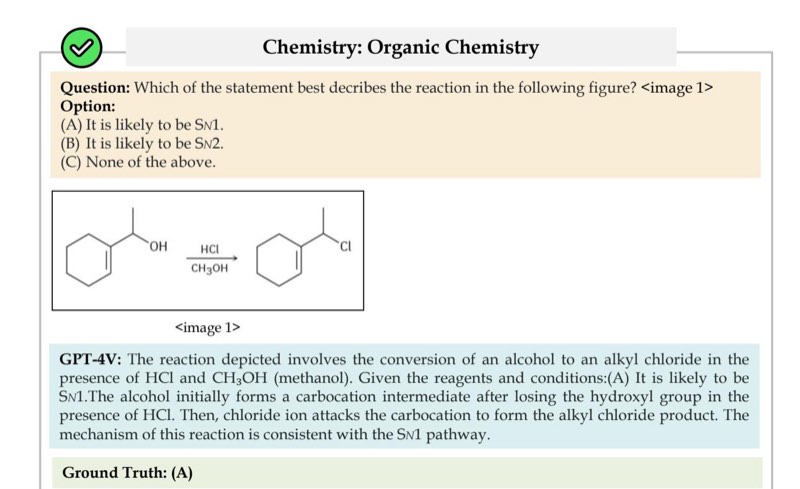 Chemistry: Organic Chemistry
Question: Which of the statement best decribes the reaction in the following figure? <image 1>
Option:
(A) It is likely to be SN1.
(B) It is likely to be SN2.
(C) None of the above.
OH
HCl
CH3OH
Cl
<image 1>
GPT-4V: The reaction depicted involves the conversion of an alcohol to an alkyl chloride in the
presence of HCl and CH3OH (methanol). Given the reagents and conditions:(A) It is likely to be
SN1.The alcohol initially forms a carbocation intermediate after losing the hydroxyl group in the
presence of HCl. Then, chloride ion attacks the carbocation to form the alkyl chloride product. The
mechanism of this reaction is consistent with the SN1 pathway.
Ground Truth: (A)